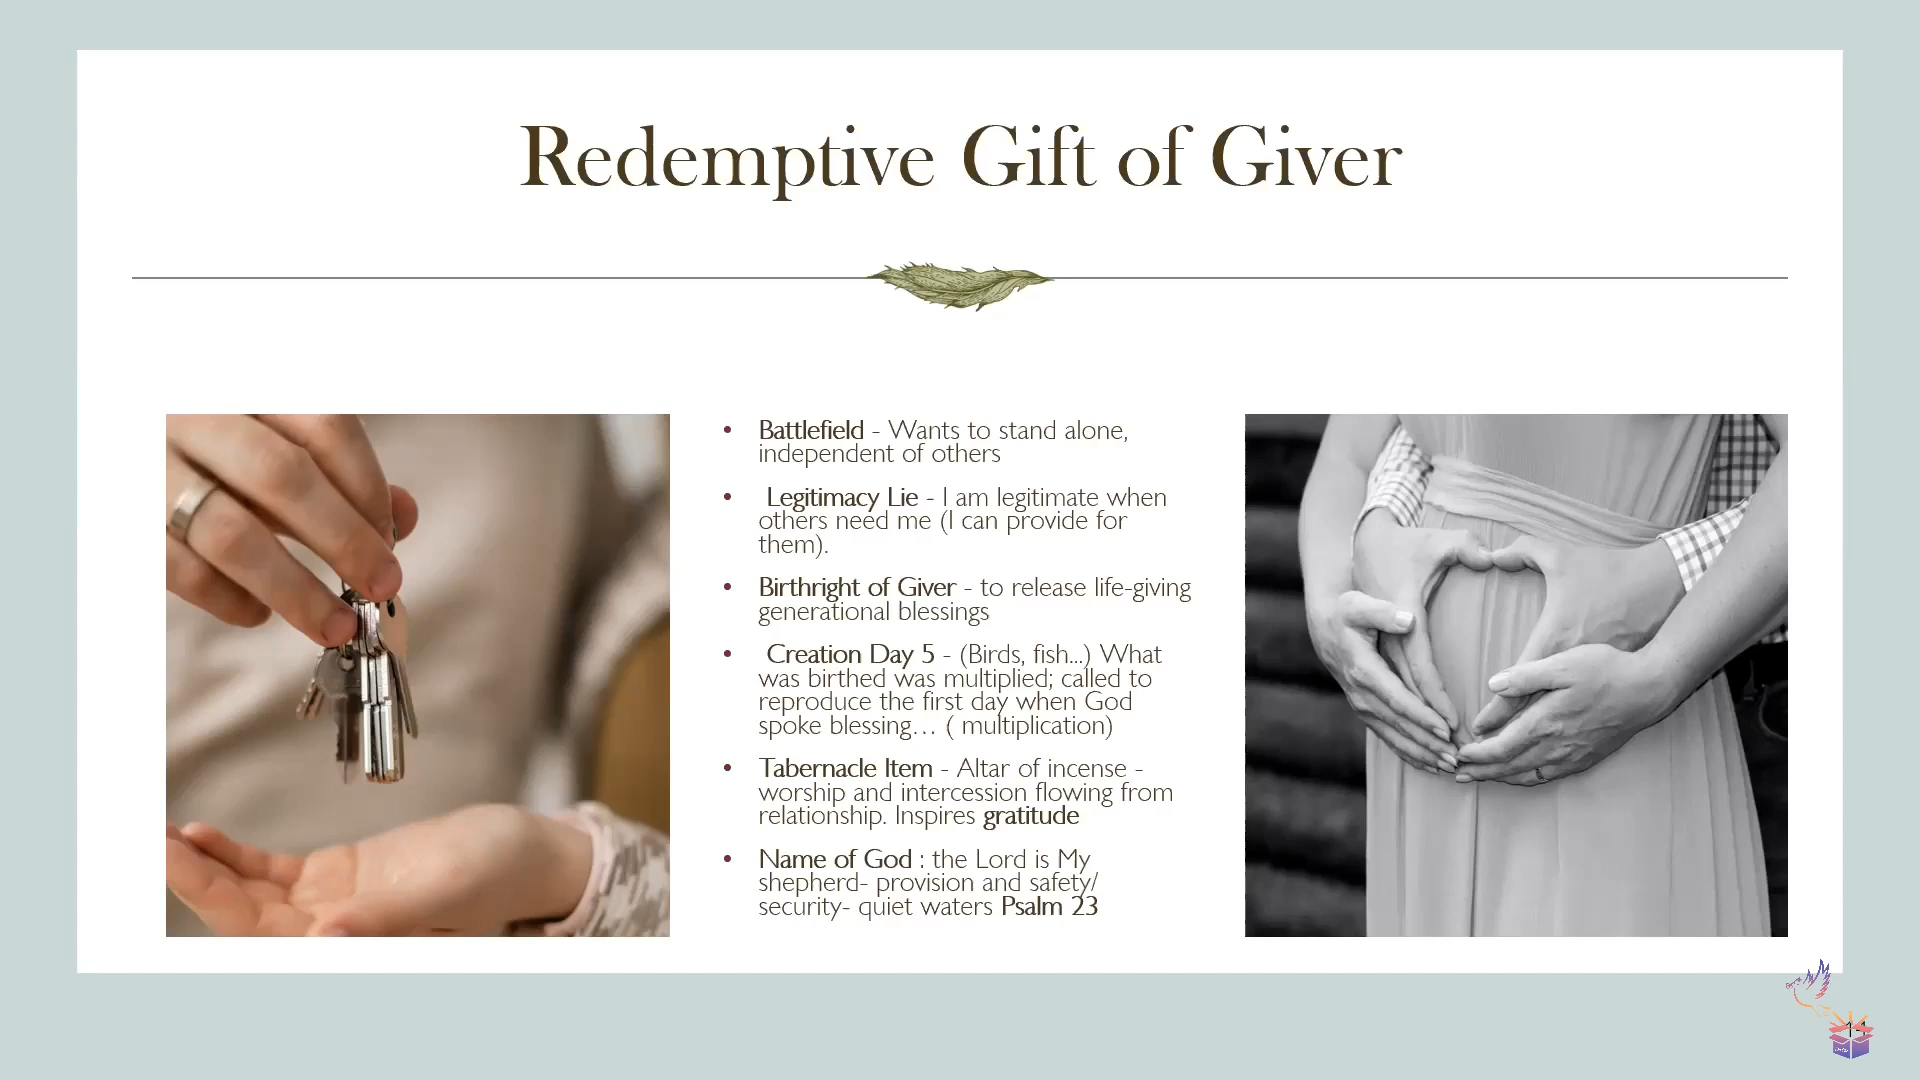 Redemptive Gift of Giver
• Battlefield - Wants to stand alone,
independent of others
• Legitimacy Lie - I am legitimate when
others need me (I can provide for
them).
• Birthright of Giver - to release life-giving
generational blessings
• Creation Day 5 - (Birds, fish...) What
was birthed was multiplied; called to
reproduce the first day when God
spoke blessing… ( multiplication)
• Tabernacle Item - Altar of incense -
worship and intercession flowing from
relationship. Inspires gratitude
• Name of God : the Lord is My
shepherd- provision and safety/
security- quiet waters Psalm 23